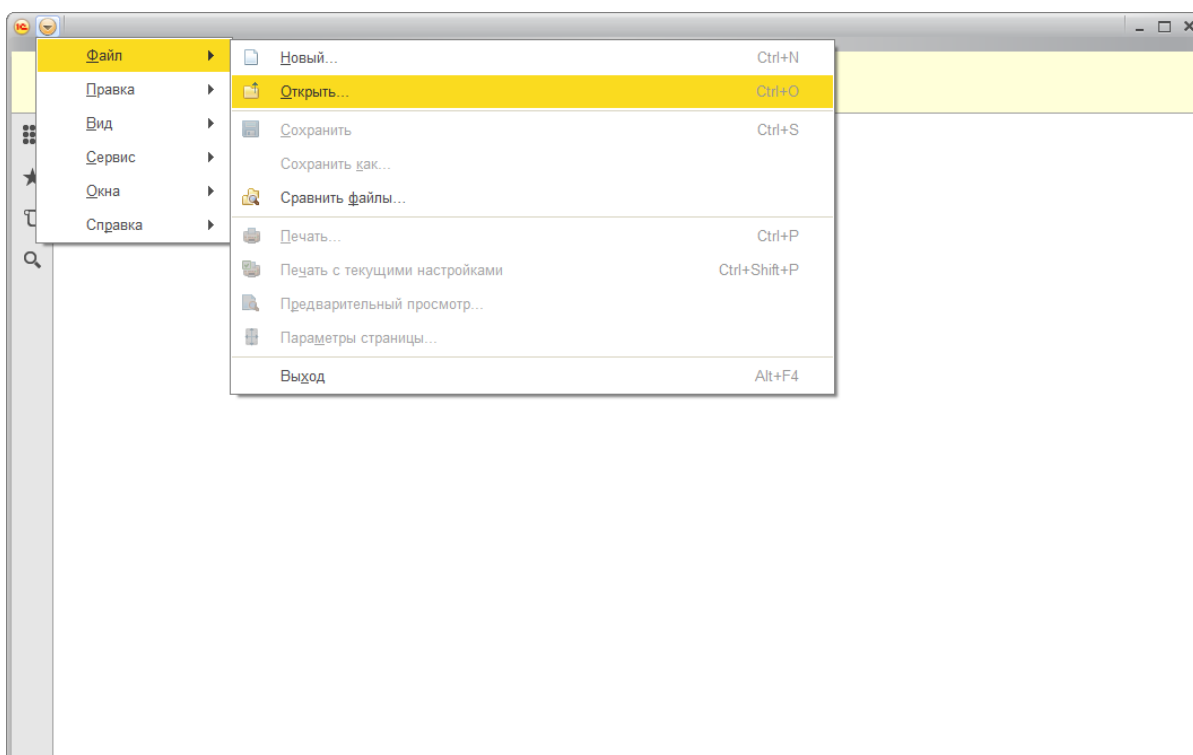 1С
Файл
Правка
Вид
Сервис
Окна
Справка
Новый... Ctrl+N
Открыть... Ctrl+O
Сохранить Ctrl+S
Сохранить как...
Сравнить файлы...
Печать... Ctrl+P
Печать с текущими настройками Ctrl+Shift+P
Предварительный просмотр...
Параметры страницы...
Выход Alt+F4